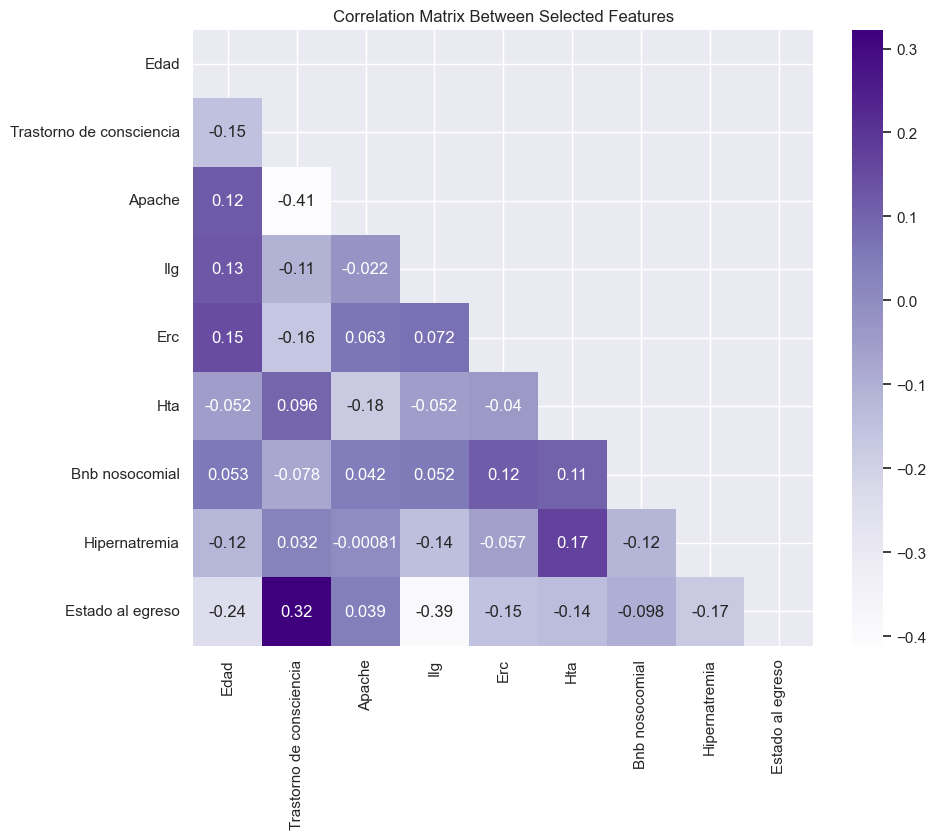 Correlation Matrix Between Selected Features
Edad
Trastorno de consciencia -0.15
Apache 0.12 -0.41
Ilg 0.13 -0.11 -0.022
Erc 0.15 -0.16 0.063 0.072
Hta -0.052 0.096 -0.18 -0.052 -0.04
Bnb nosocomial 0.053 -0.078 0.042 0.052 0.12 0.11
Hipernatremia -0.12 0.032 -0.00081 -0.14 -0.057 0.17 -0.12
Estado al egreso -0.24 0.32 0.039 -0.39 -0.15 -0.14 -0.098 -0.17
Edad
Trastorno de consciencia
Apache
Ilg
Erc
Hta
Bnb nosocomial
Hipernatremia
Estado al egreso
0.3
0.2
0.1
0.0
-0.1
-0.2
-0.3
-0.4